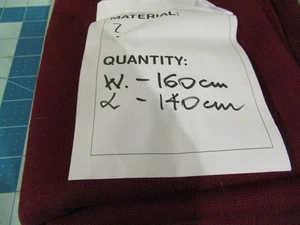 MATERIAL:
?
QUANTITY:
W. - 160cm
L - 140cm